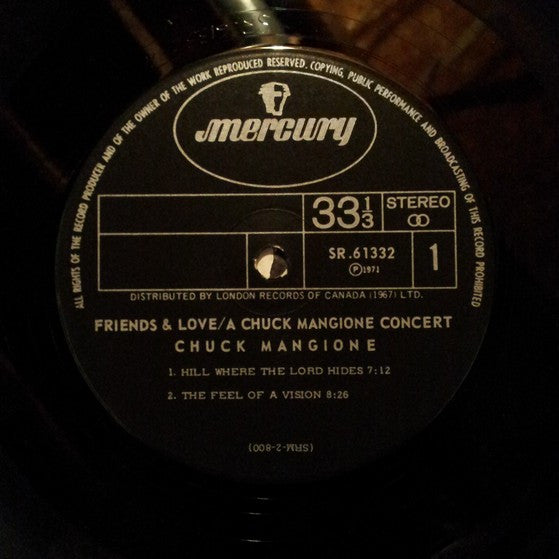 ALL RIGHTS OF THE RECORD PRODUCER AND OF THE OWNER OF THE WORK REPRODUCED RESERVED. COPYING, PUBLIC PERFORMANCE AND BROADCASTING OF THIS RECORD PROHIBITED
mercury
33 1/3 STEREO
SR.61332
℗1971
1
DISTRIBUTED BY LONDON RECORDS OF CANADA (1967) LTD.
FRIENDS & LOVE/A CHUCK MANGIONE CONCERT
CHUCK MANGIONE
1. HILL WHERE THE LORD HIDES 7:12
2. THE FEEL OF A VISION 8:26
(SRM-2-800)